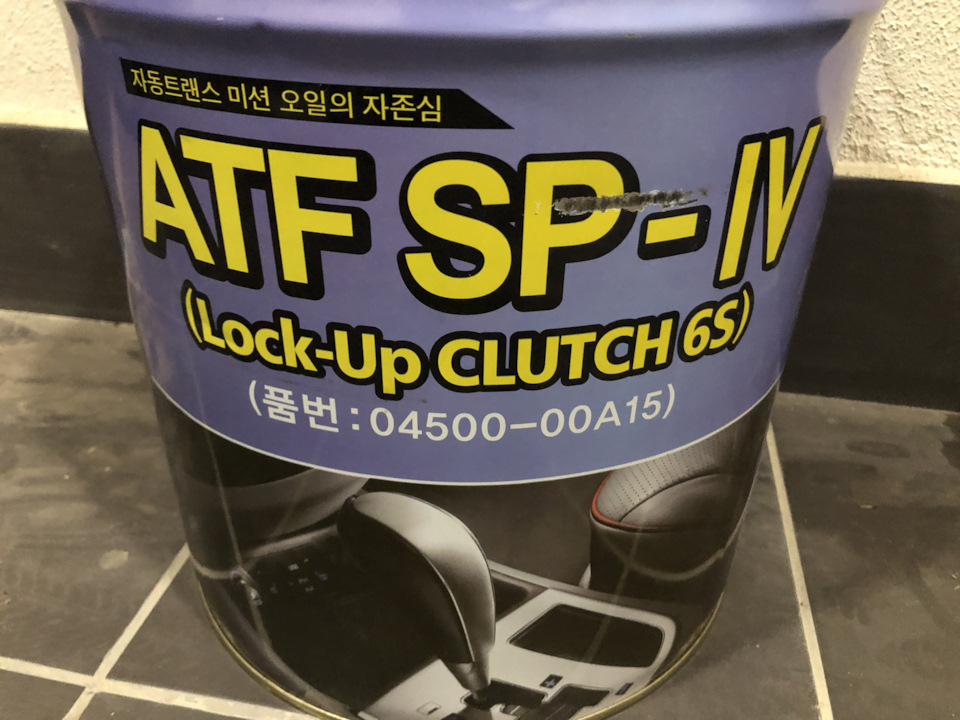 자동트랜스 미션 오일의 자존심
ATF SP-IV
(Lock-Up CLUTCH 6S)
(품번 : 04500-00A15)